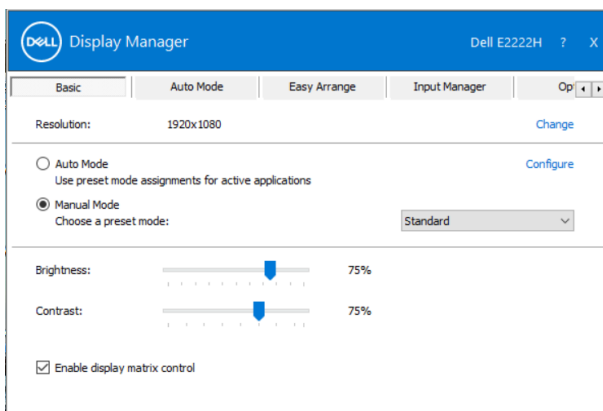 DELL Display Manager Dell E2222H ? X
Basic Auto Mode Easy Arrange Input Manager Op
Resolution: 1920x1080 Change
Auto Mode Configure
Use preset mode assignments for active applications
Manual Mode
Choose a preset mode: Standard
Brightness: 75%
Contrast: 75%
Enable display matrix control